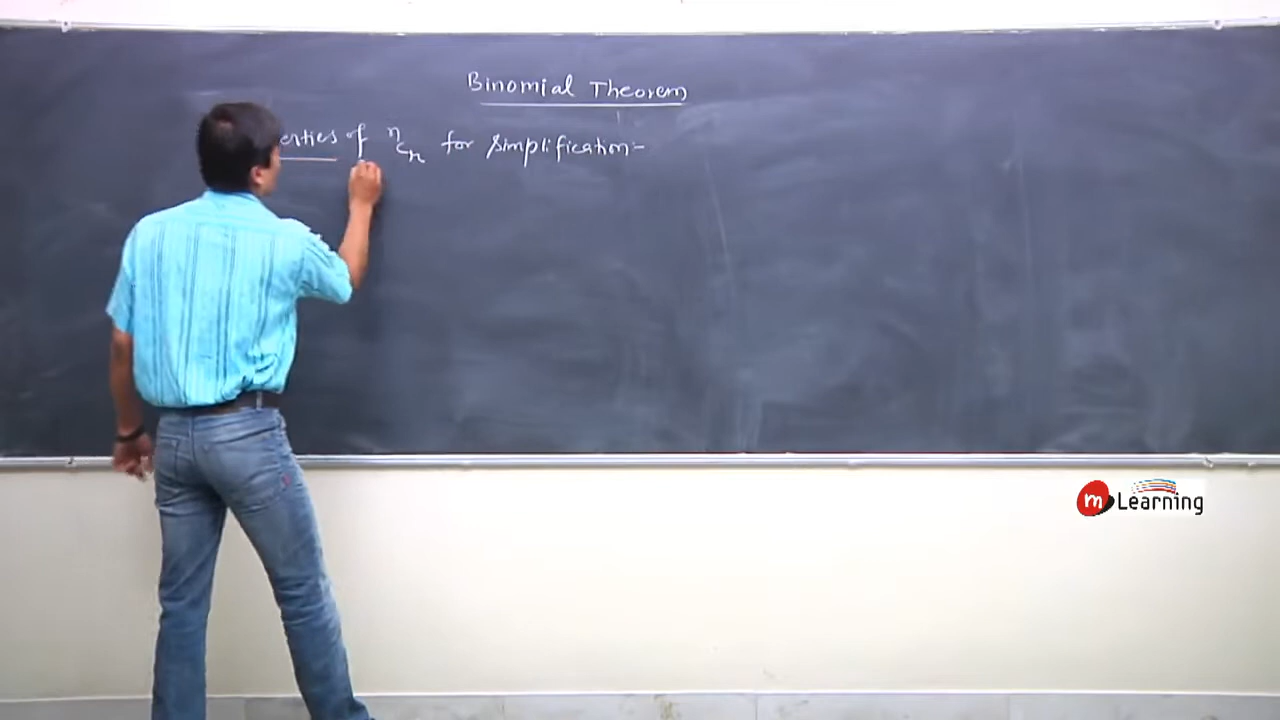 Binomial Theorem
erties of ⁿCᵣ for simplification:-
m Learning